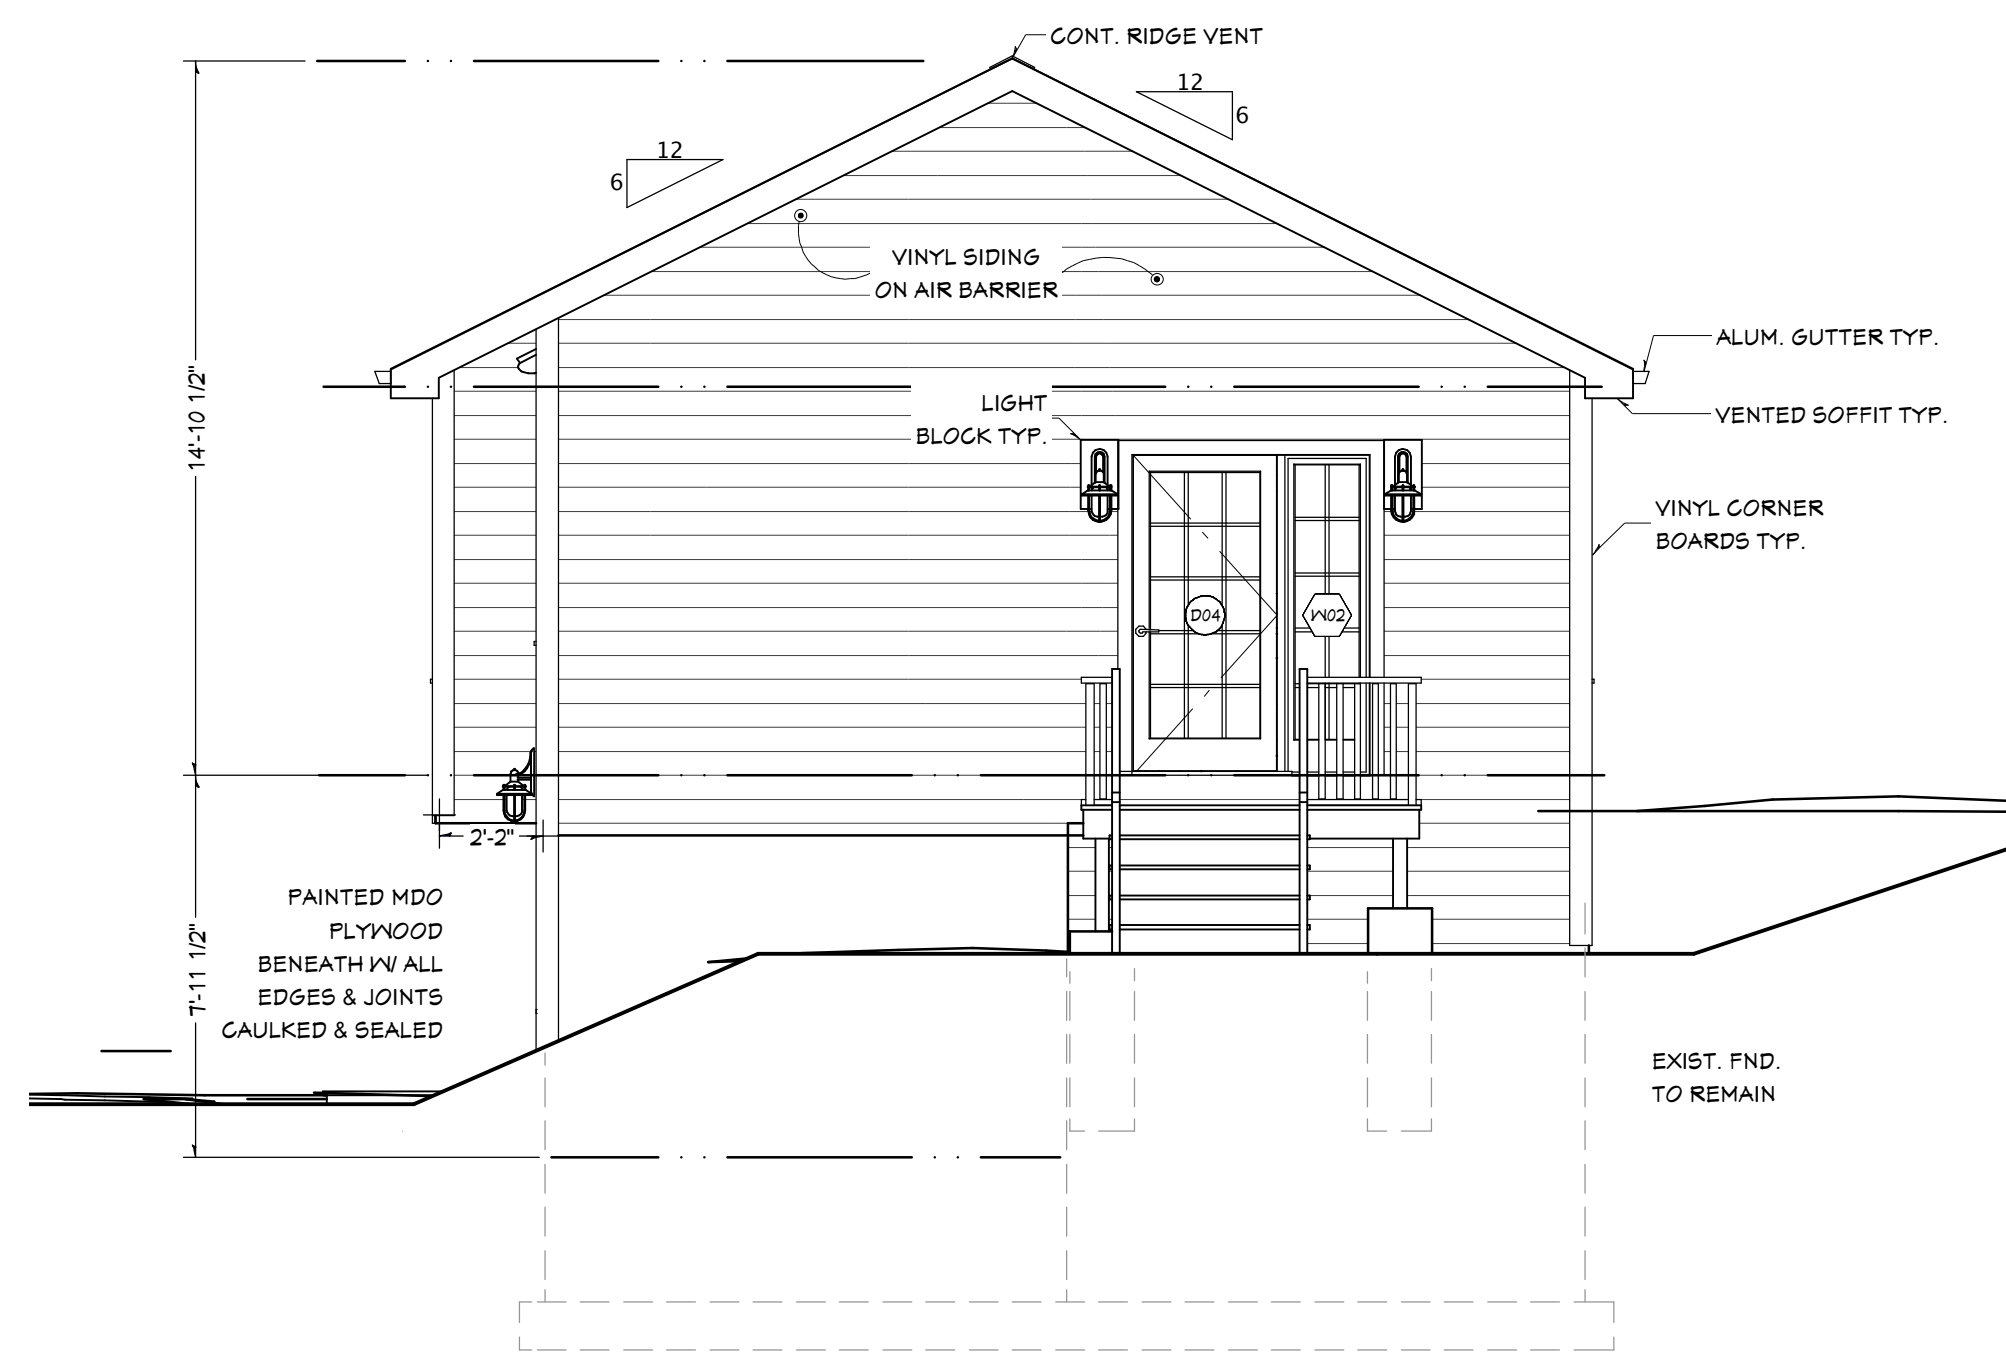 CONT. RIDGE VENT
12
6
12
6
VINYL SIDING
ON AIR BARRIER
ALUM. GUTTER TYP.
14'-10 1/2"
LIGHT
BLOCK TYP.
VENTED SOFFIT TYP.
VINYL CORNER
BOARDS TYP.
D04
W02
2'-2"
PAINTED MDO
PLYWOOD
BENEATH W/ ALL
EDGES & JOINTS
CAULKED & SEALED
7'-11 1/2"
EXIST. FND.
TO REMAIN